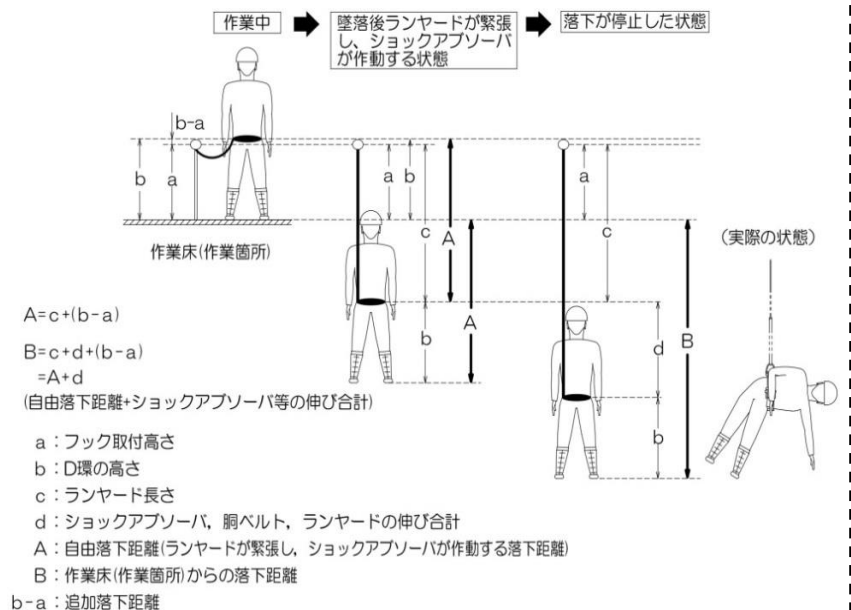 作業中
墜落後ランヤードが緊張
し、ショックアブソーバ
が作動する状態
落下が停止した状態
b-a
b
a
a
b
c
A
A
b
a
c
d
B
b
作業床(作業箇所)
(実際の状態)
A=c+(b-a)
B=c+d+(b-a)
=A+d
(自由落下距離+ショックアブソーバ等の伸び合計)
a：フック取付高さ
b：D環の高さ
c：ランヤード長さ
d：ショックアブソーバ，胴ベルト，ランヤードの伸び合計
A：自由落下距離(ランヤードが緊張し，ショックアブソーバが作動する落下距離)
B：作業床(作業箇所)からの落下距離
b-a：追加落下距離